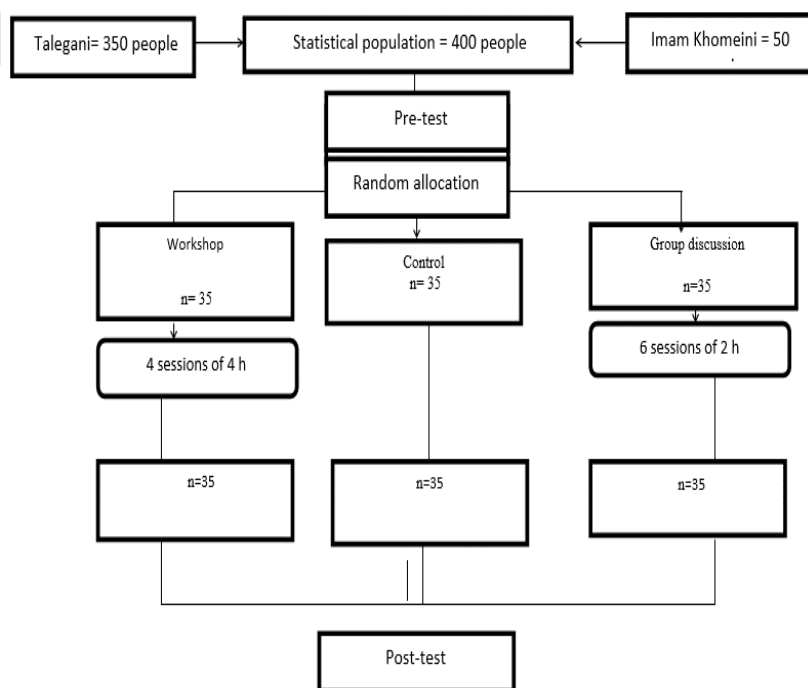 Talegani= 350 people
Statistical population = 400 people
Imam Khomeini = 50
.
Pre-test
Random allocation
Workshop
n= 35
Control
n= 35
Group discussion
n=35
4 sessions of 4 h
6 sessions of 2 h
n=35
n=35
n=35
Post-test